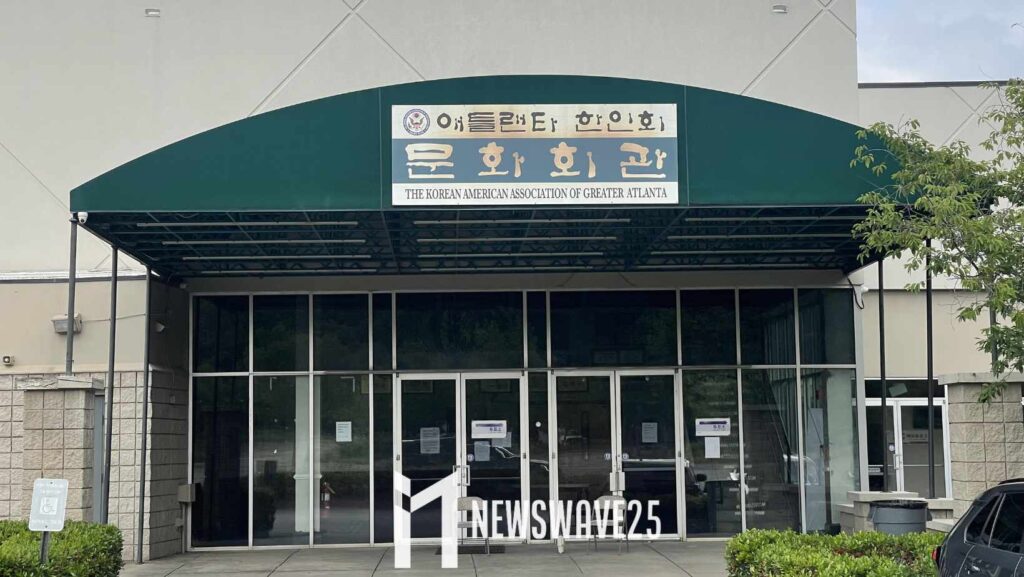 애틀랜타 한인회
문화회관
THE KOREAN AMERICAN ASSOCIATION OF GREATER ATLANTA
NEWSWAVE25